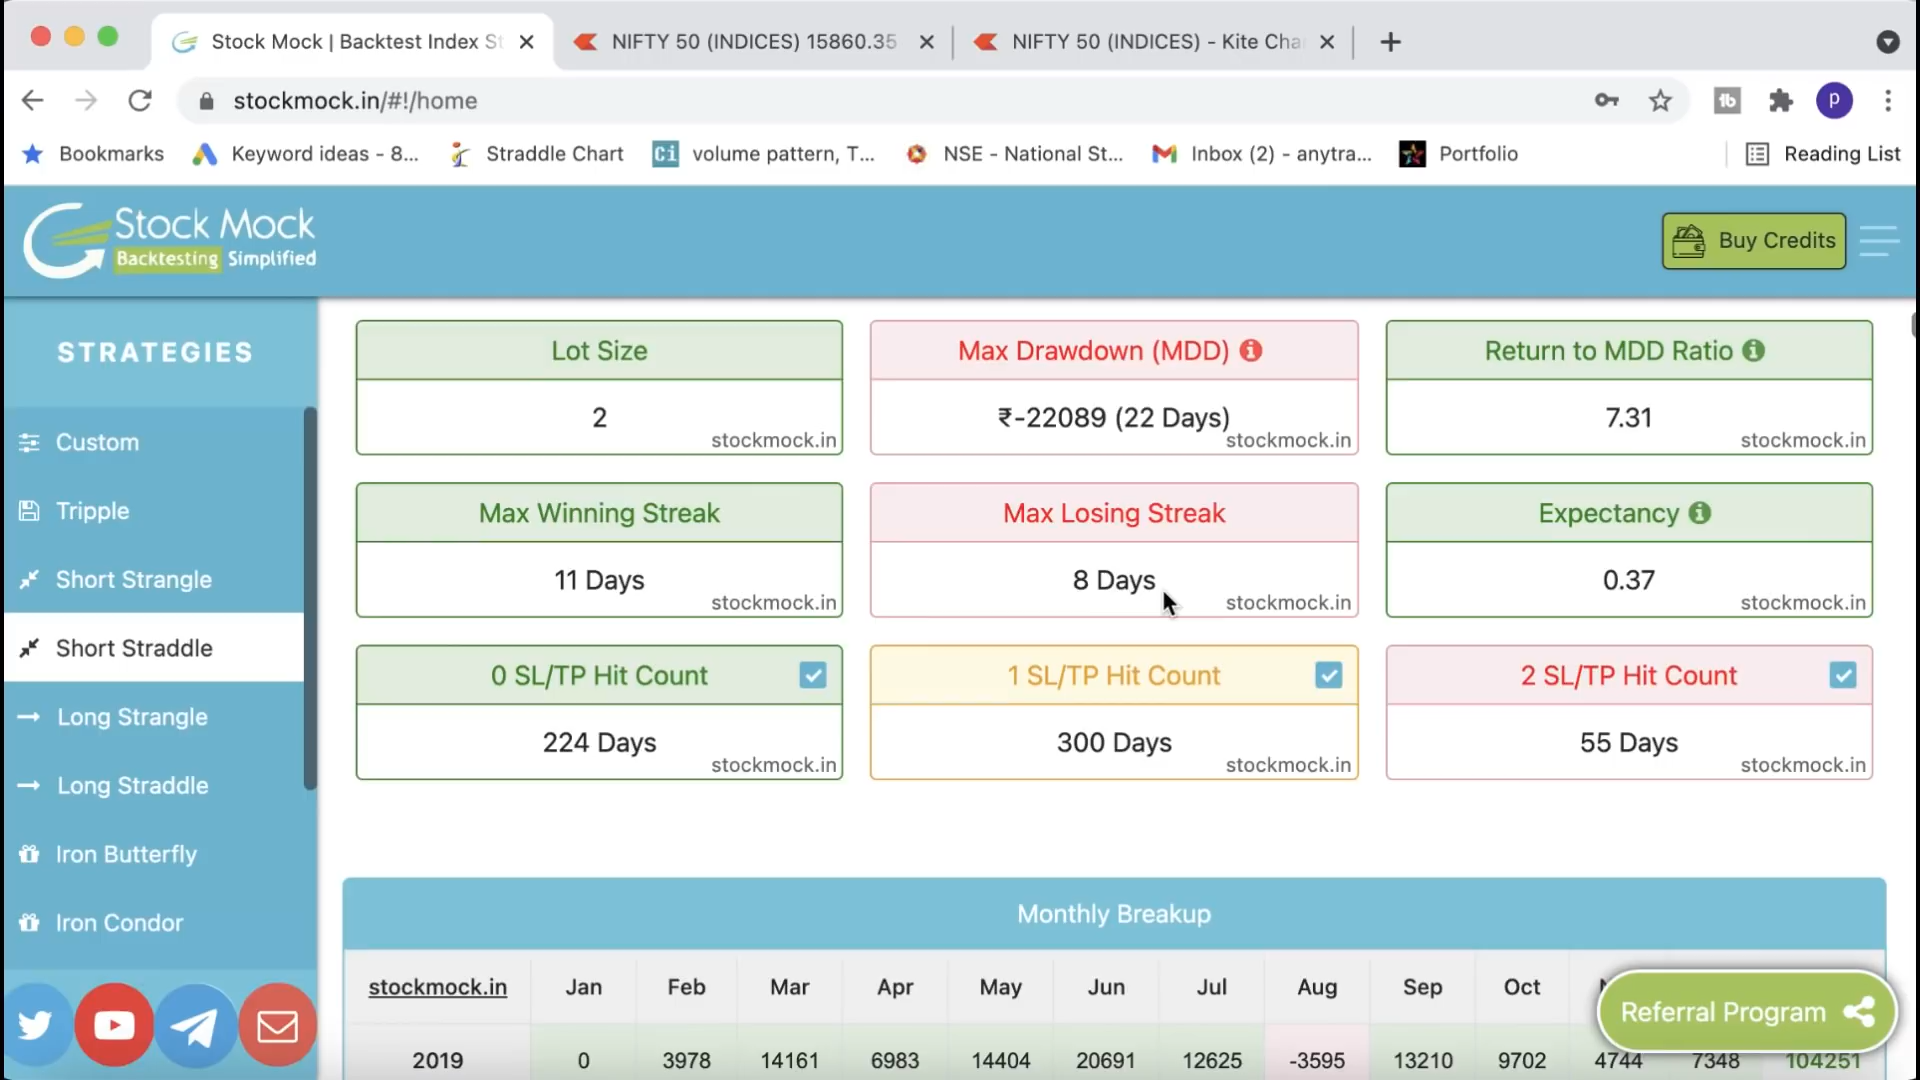 Stock Mock | Backtest Index St
NIFTY 50 (INDICES) 15860.35
NIFTY 50 (INDICES) - Kite Cha
stockmock.in/#!/home
tb
p
Bookmarks
Keyword ideas - 8...
Straddle Chart
Ci
volume pattern, T...
NSE - National St...
Inbox (2) - anytra...
Portfolio
Reading List
Stock Mock
Backtesting Simplified
Buy Credits
STRATEGIES
Custom
Tripple
Short Strangle
Short Straddle
Long Strangle
Long Straddle
Iron Butterfly
Iron Condor
Lot Size
2
stockmock.in
Max Drawdown (MDD)
₹-22089 (22 Days)
stockmock.in
Return to MDD Ratio
7.31
stockmock.in
Max Winning Streak
11 Days
stockmock.in
Max Losing Streak
8 Days
stockmock.in
Expectancy
0.37
stockmock.in
0 SL/TP Hit Count
224 Days
stockmock.in
1 SL/TP Hit Count
300 Days
stockmock.in
2 SL/TP Hit Count
55 Days
stockmock.in
Monthly Breakup
stockmock.in Jan Feb Mar Apr May Jun Jul Aug Sep Oct
2019 0 3978 14161 6983 14404 20691 12625 -3595 13210 9702 4744 7348 104251
Referral Program